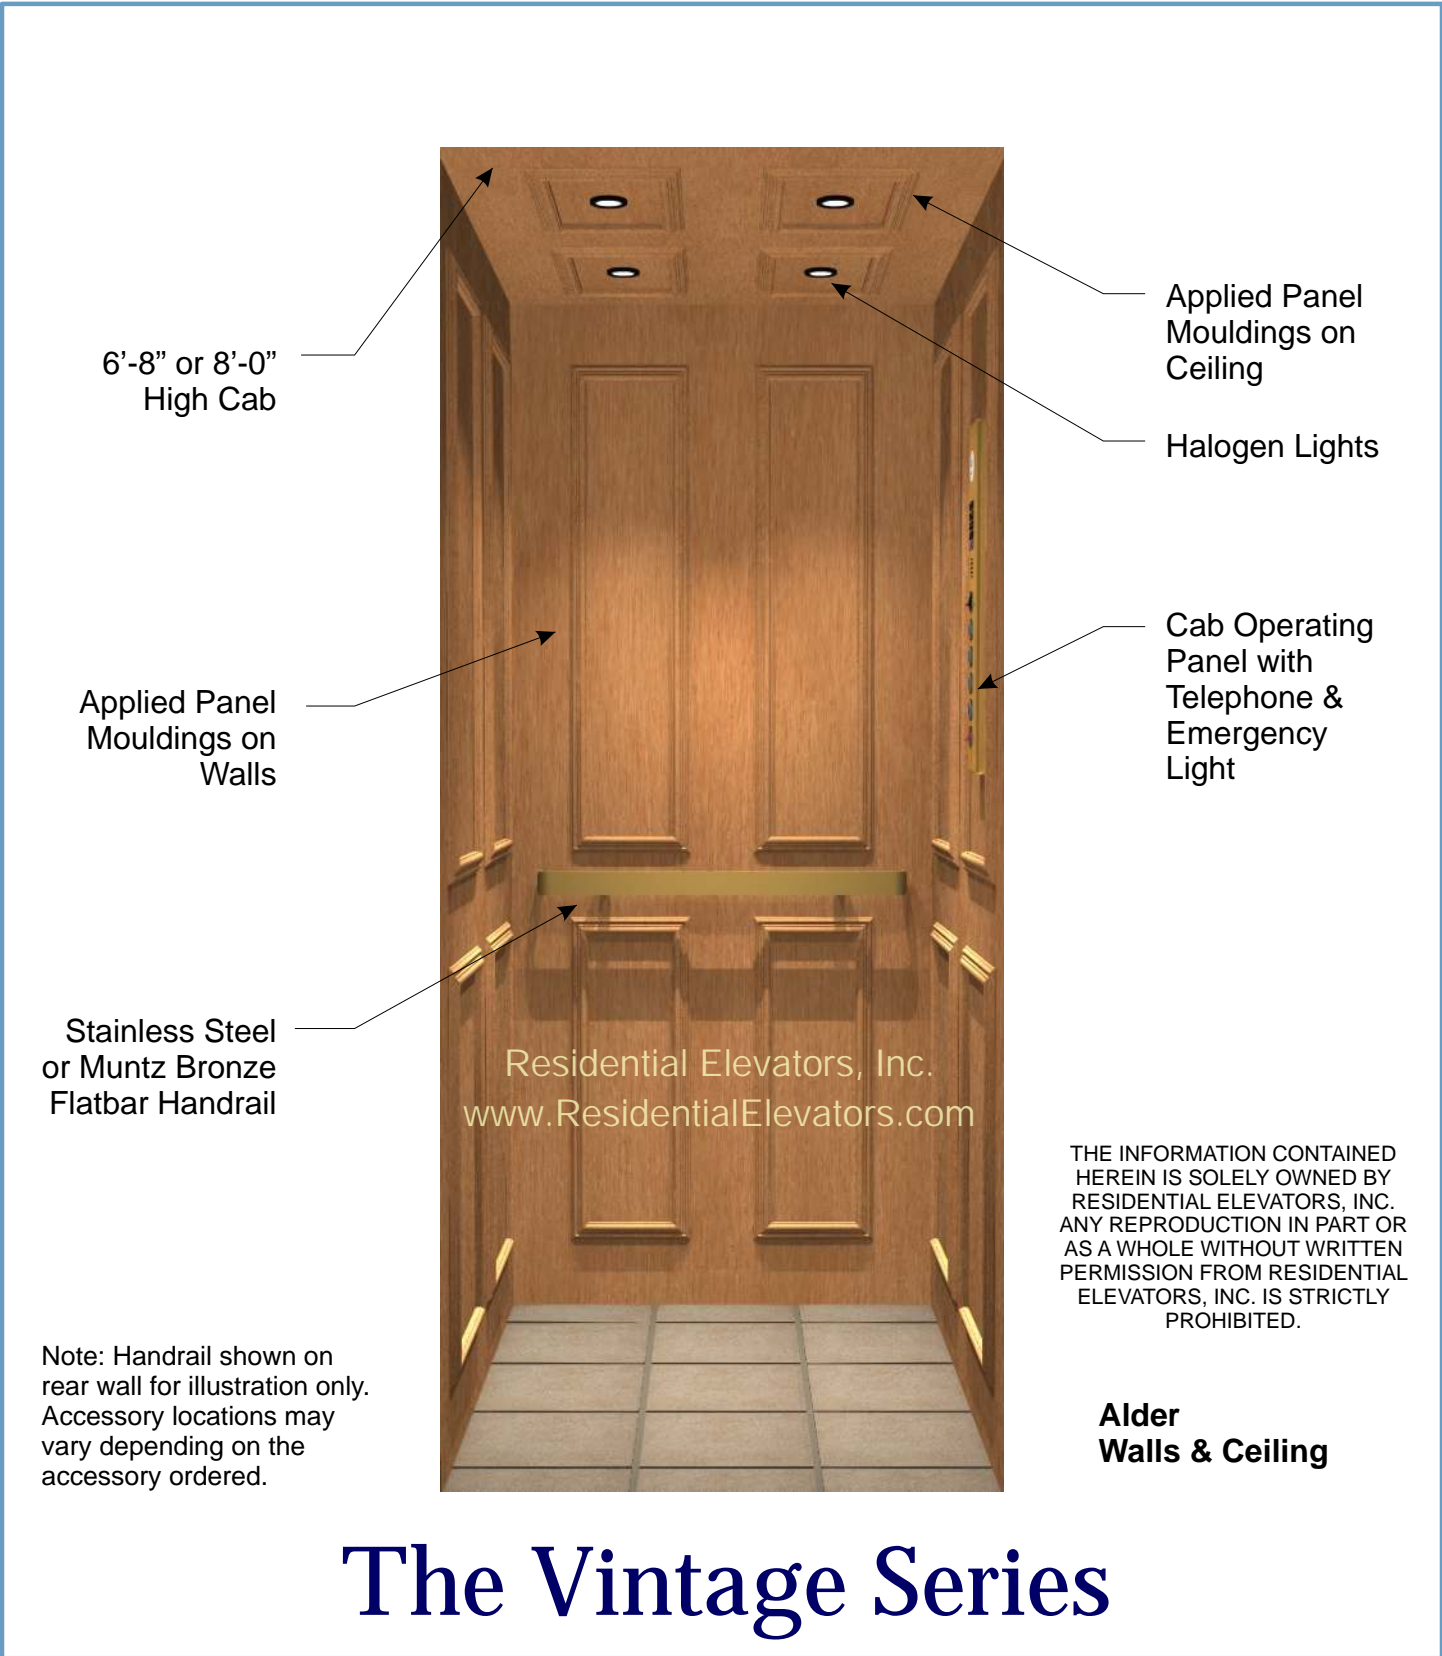 6’-8” or 8’-0”
High Cab
Applied Panel
Mouldings on
Ceiling
Halogen Lights
Cab Operating
Panel with
Telephone &
Emergency
Light
Applied Panel
Mouldings on
Walls
Stainless Steel
or Muntz Bronze
Flatbar Handrail
Residential Elevators, Inc.
www.ResidentialElevators.com
THE INFORMATION CONTAINED
HEREIN IS SOLELY OWNED BY
RESIDENTIAL ELEVATORS, INC.
ANY REPRODUCTION IN PART OR
AS A WHOLE WITHOUT WRITTEN
PERMISSION FROM RESIDENTIAL
ELEVATORS, INC. IS STRICTLY
PROHIBITED.
Note: Handrail shown on
rear wall for illustration only.
Accessory locations may
vary depending on the
accessory ordered.
Alder
Walls & Ceiling
The Vintage Series